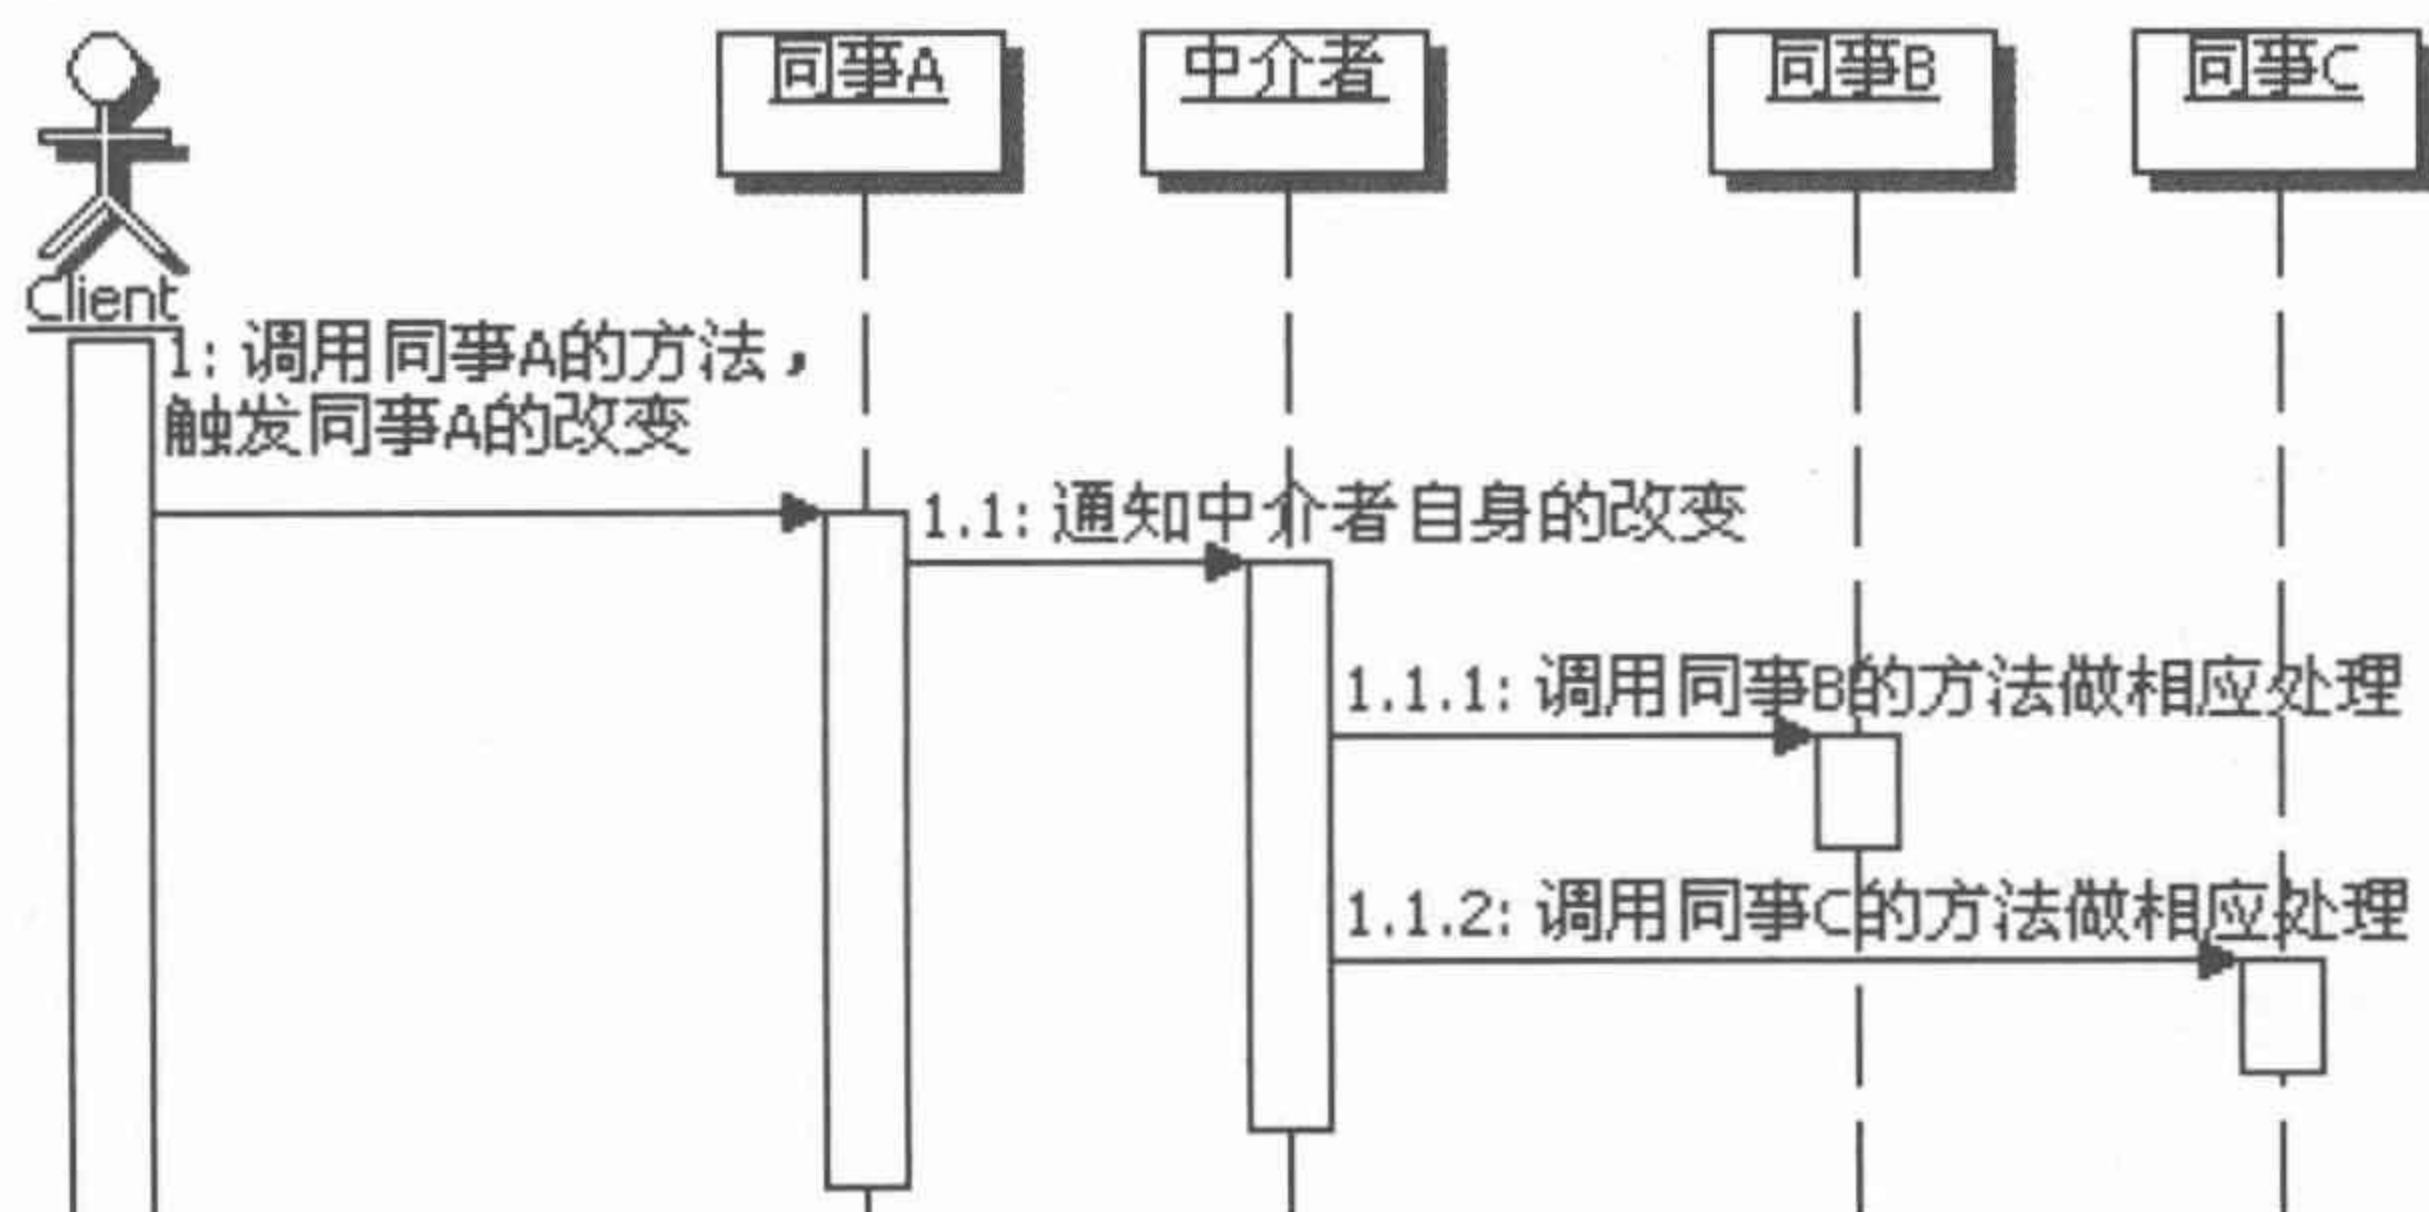 同事A
中介者
同事B
同事C
Client
1: 调用同事A的方法，
触发同事A的改变
1.1: 通知中介者自身的改变
1.1.1: 调用同事B的方法做相应处理
1.1.2: 调用同事C的方法做相应处理